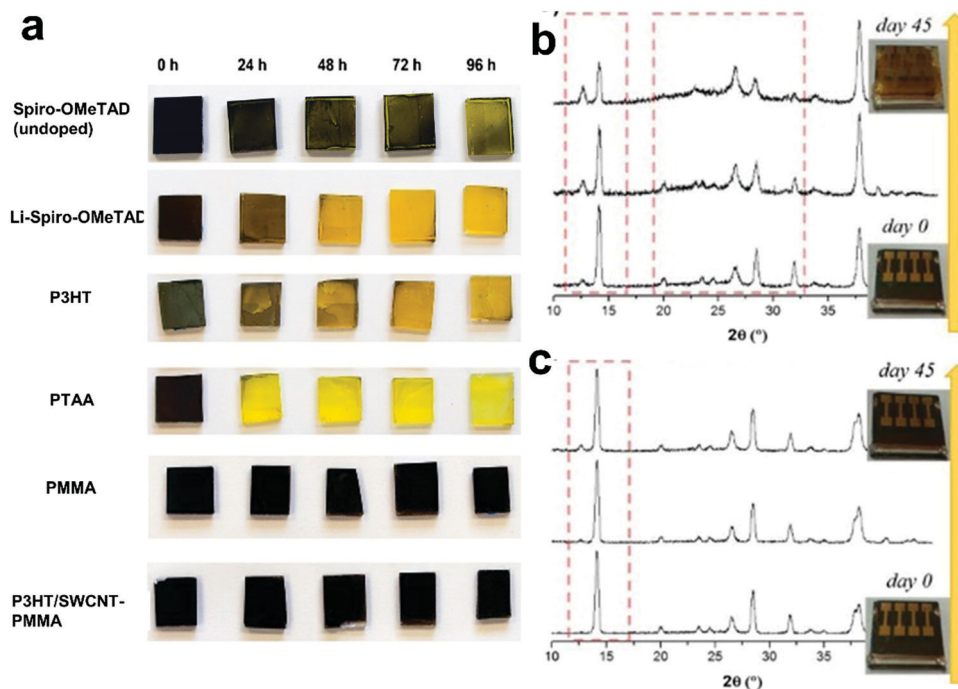 a
0 h 24 h 48 h 72 h 96 h
Spiro-OMeTAD
(undoped)
Li-Spiro-OMeTAD
P3HT
PTAA
PMMA
P3HT/SWCNT-
PMMA
b
day 45
day 0
10 15 20 25 30 35
2θ (°)
c
day 45
day 0
10 15 20 25 30 35
2θ (°)